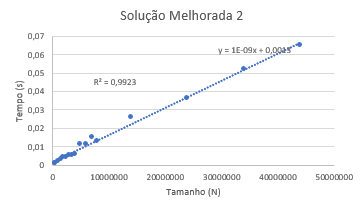 Solução Melhorada 2
0,07
0,06
y = 1E-09x + 0,0013
0,05
R² = 0,9923
0,04
0,03
0,02
0,01
0
Tempo (s)
0 10000000 20000000 30000000 40000000 50000000
Tamanho (N)